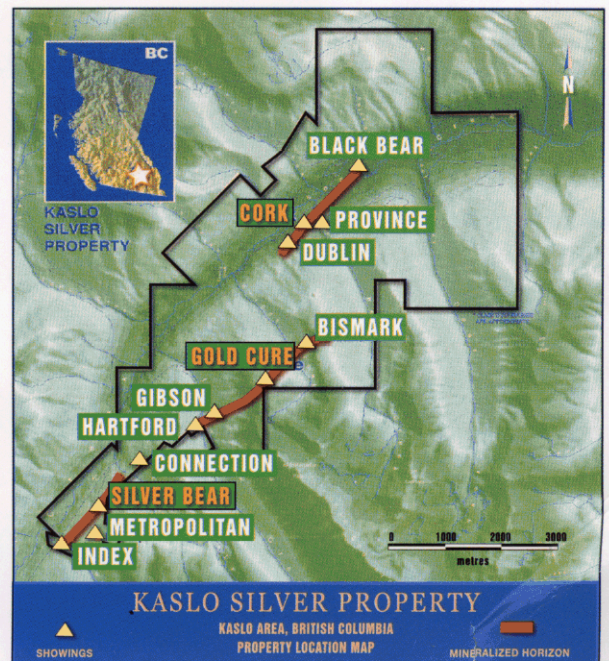 BC
KASLO
SILVER
PROPERTY
N
BLACK BEAR
CORK
PROVINCE
DUBLIN
BISMARK
GOLD CURE
GIBSON
HARTFORD
CONNECTION
SILVER BEAR
METROPOLITAN
INDEX
0 1000 2000 3000
metres
KASLO SILVER PROPERTY
KASLO AREA, BRITISH COLUMBIA
PROPERTY LOCATION MAP
SHOWINGS
MINERALIZED HORIZON